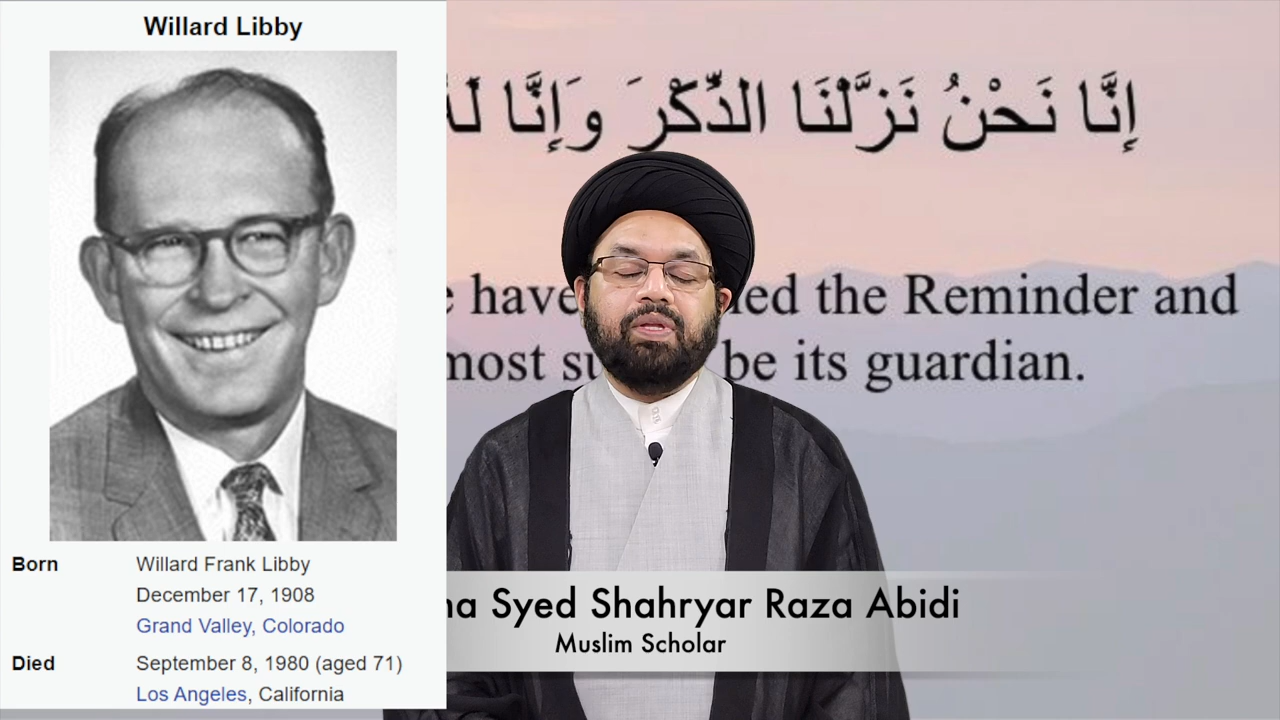 Willard Libby
Born Willard Frank Libby
December 17, 1908
Grand Valley, Colorado
Died September 8, 1980 (aged 71)
Los Angeles, California
إِنَّا نَحْنُ نَزَّلْنَا الذِّكْرَ وَإِنَّا
have the Reminder and
most be its guardian.
Syed Shahryar Raza Abidi
Muslim Scholar